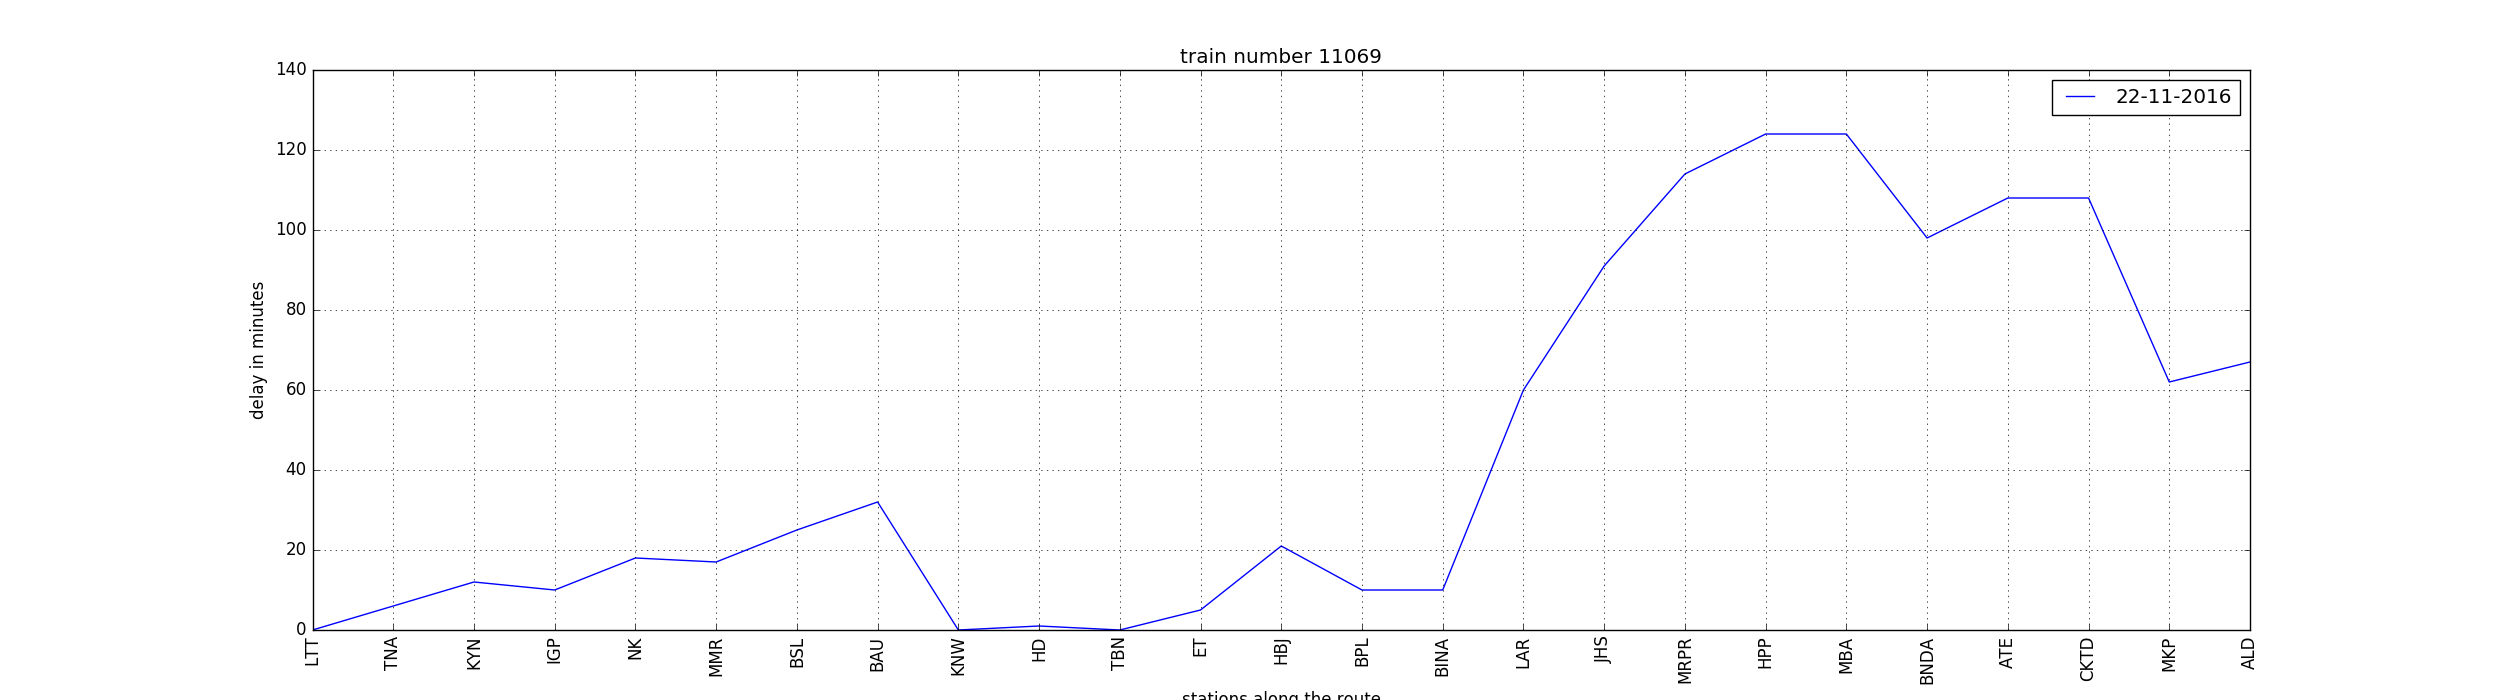 train number 11069
22-11-2016
140
120
100
80
60
40
20
0
delay in minutes
LTT
TNA
KYN
IGP
NK
MMR
BSL
BAU
KNW
HD
TBN
ET
HBJ
BPL
BINA
LAR
JHS
MRPR
HPP
MBA
BNDA
ATE
CKTD
MKP
ALD
stations along the route